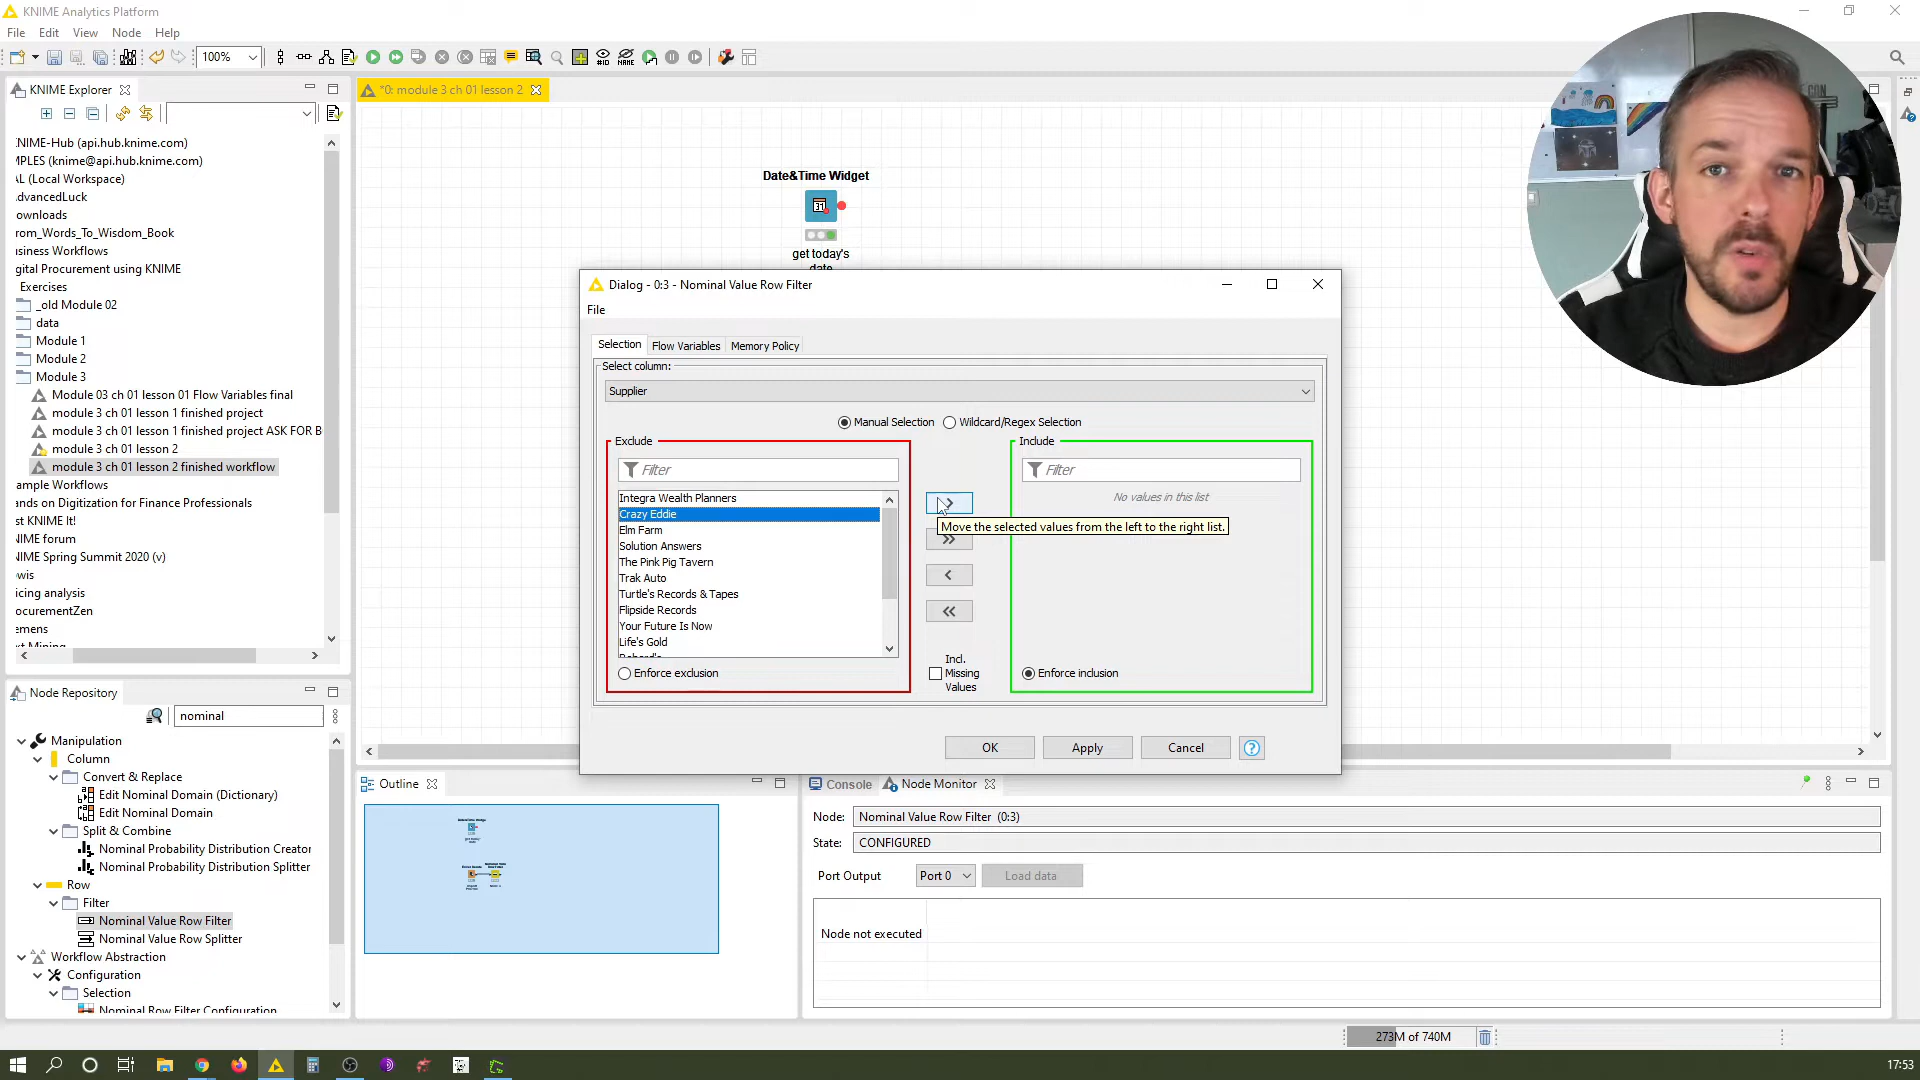 KNIME Analytics Platform
File Edit View Node Help
100%
#ID
NAME
KNIME Explorer
*0: module 3 ch 01 lesson 2
NIME-Hub (api.hub.knime.com)
MPLES (knime@api.hub.knime.com)
AL (Local Workspace)
dvancedLuck
ownloads
rom_Words_To_Wisdom_Book
usiness Workflows
gital Procurement using KNIME
Exercises
_old Module 02
data
Module 1
Module 2
Module 3
Module 03 ch 01 lesson 01 Flow Variables final
module 3 ch 01 lesson 1 finished project
module 3 ch 01 lesson 1 finished project ASK FOR B
module 3 ch 01 lesson 2
module 3 ch 01 lesson 2 finished workflow
ample Workflows
ands on Digitization for Finance Professionals
st KNIME It!
NIME forum
NIME Spring Summit 2020 (v)
owis
icing analysis
ocurementZen
emens
Date&Time Widget
31
get today's
date
Dialog - 0:3 - Nominal Value Row Filter
File
Selection Flow Variables Memory Policy
Select column:
Supplier
Manual Selection Wildcard/Regex Selection
Exclude
Filter
Integra Wealth Planners
Crazy Eddie
Elm Farm
Solution Answers
The Pink Pig Tavern
Trak Auto
Turtle's Records & Tapes
Flipside Records
Your Future Is Now
Life's Gold
Enforce exclusion
>
Move the selected values from the left to the right list.
>>
<
<<
Incl.
Missing
Values
Include
Filter
No values in this list
Enforce inclusion
OK Apply Cancel ?
Node Repository
nominal
Manipulation
Column
Convert & Replace
Edit Nominal Domain (Dictionary)
Edit Nominal Domain
Split & Combine
Nominal Probability Distribution Creator
Nominal Probability Distribution Splitter
Row
Filter
Nominal Value Row Filter
Nominal Value Row Splitter
Workflow Abstraction
Configuration
Selection
Nominal Row Filter Configuration
Outline
Console Node Monitor
Node: Nominal Value Row Filter (0:3)
State: CONFIGURED
Port Output Port 0 Load data
Node not executed
273M of 740M
17:53